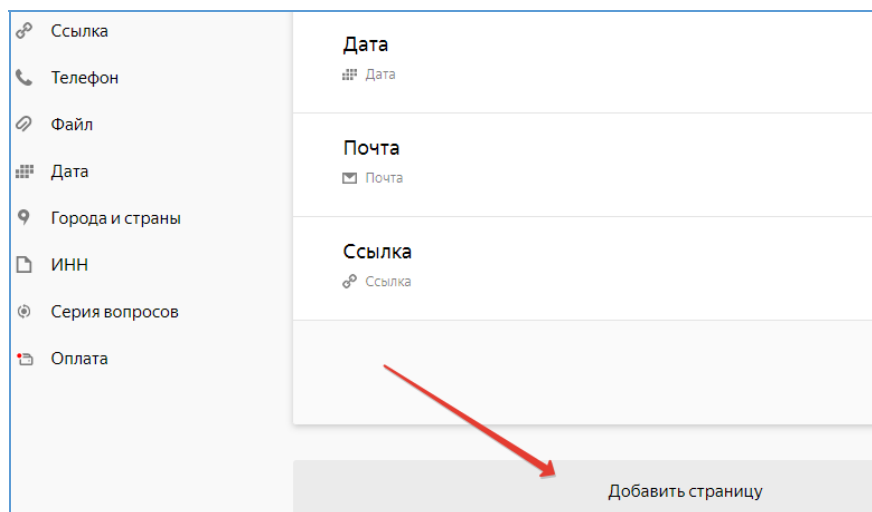 Ссылка
Телефон
Файл
Дата
Города и страны
ИНН
Серия вопросов
Оплата
Дата
Дата
Почта
Почта
Ссылка
Ссылка
Добавить страницу